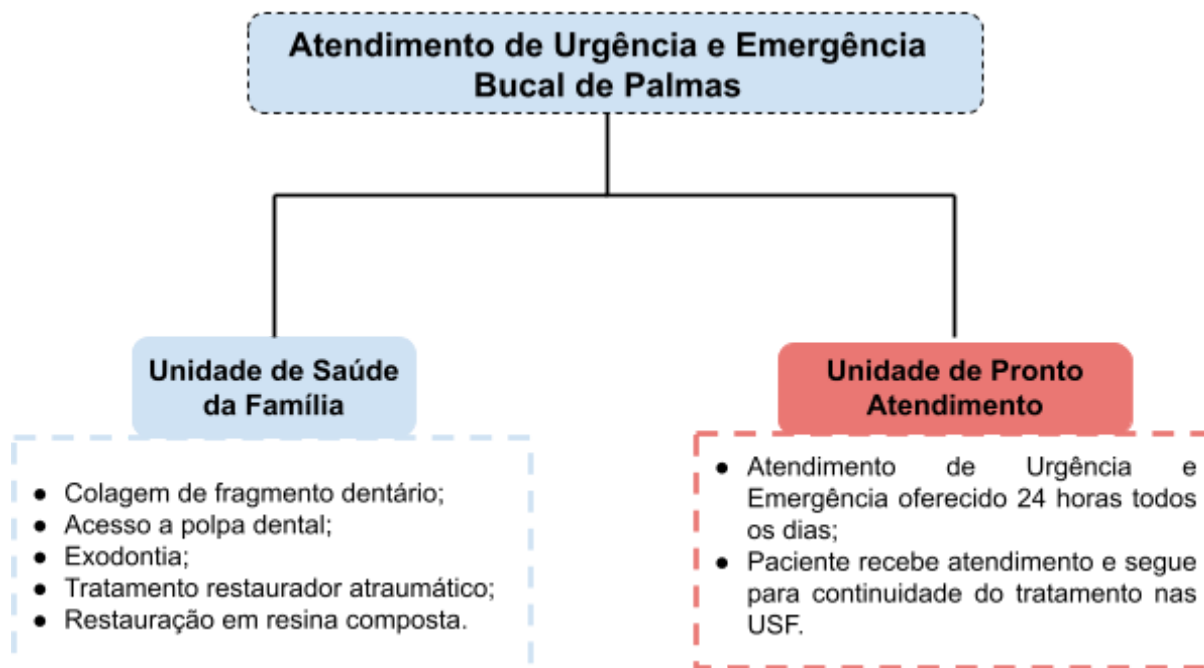 Atendimento de Urgência e Emergência
Bucal de Palmas
Unidade de Saúde
da Família
● Colagem de fragmento dentário;
● Acesso a polpa dental;
● Exodontia;
● Tratamento restaurador atraumático;
● Restauração em resina composta.
Unidade de Pronto
Atendimento
● Atendimento de Urgência e
Emergência oferecido 24 horas todos
os dias;
● Paciente recebe atendimento e segue
para continuidade do tratamento nas
USF.